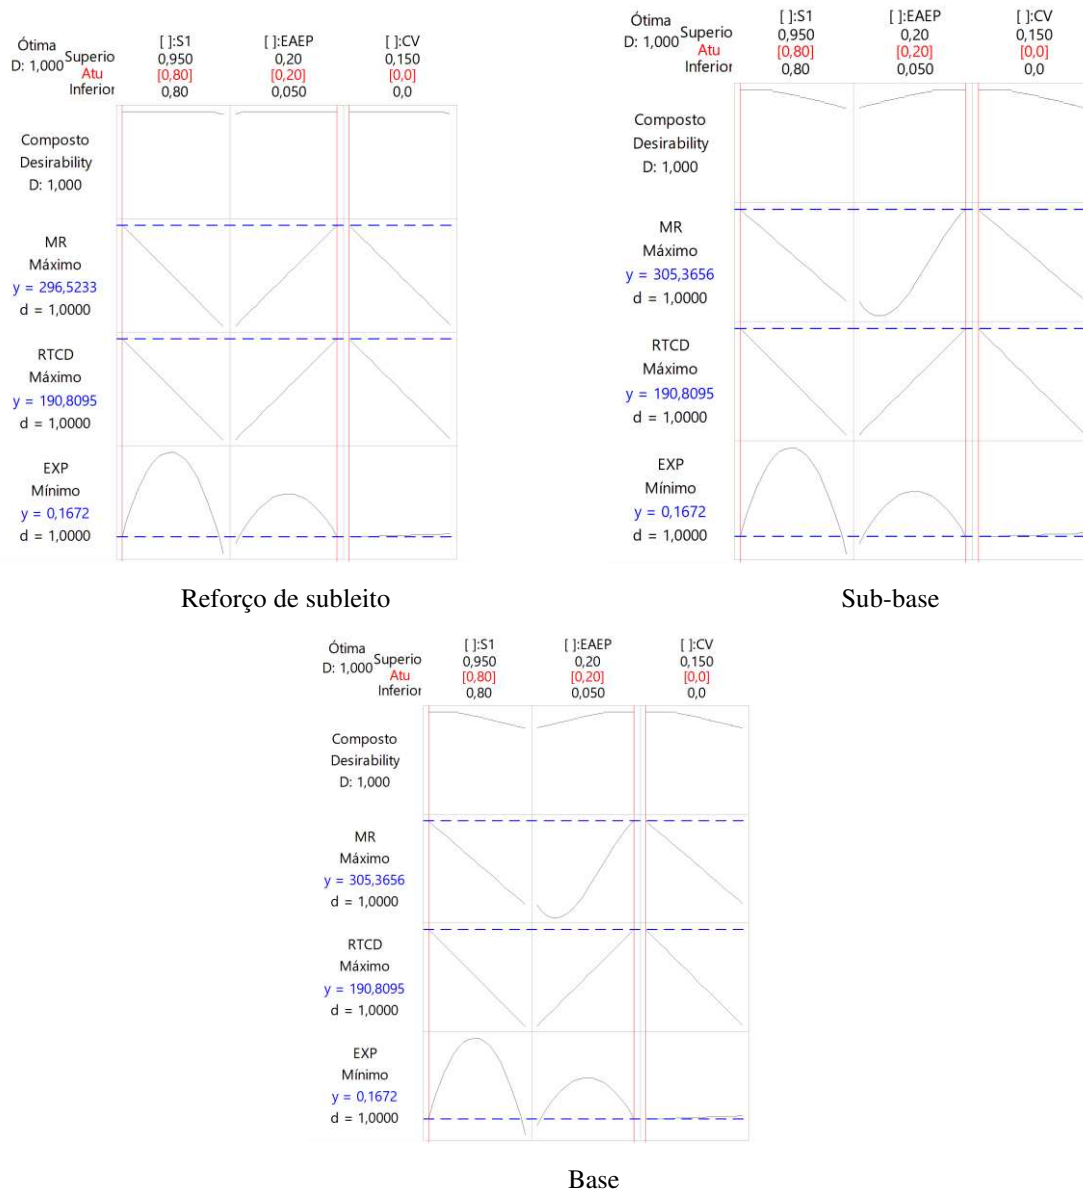 Ótima
D: 1,000
Superio
Atu
Inferior
[ ]:S1
0,950
[0,80]
0,80
[ ]:EAEP
0,20
[0,20]
0,050
[ ]:CV
0,150
[0,0]
0,0
Composto
Desirability
D: 1,000
MR
Máximo
y = 296,5233
d = 1,0000
RTCD
Máximo
y = 190,8095
d = 1,0000
EXP
Mínimo
y = 0,1672
d = 1,0000
Reforço de subleito
Ótima
D: 1,000
Superio
Atu
Inferior
[ ]:S1
0,950
[0,80]
0,80
[ ]:EAEP
0,20
[0,20]
0,050
[ ]:CV
0,150
[0,0]
0,0
Composto
Desirability
D: 1,000
MR
Máximo
y = 305,3656
d = 1,0000
RTCD
Máximo
y = 190,8095
d = 1,0000
EXP
Mínimo
y = 0,1672
d = 1,0000
Sub-base
Ótima
D: 1,000
Superio
Atu
Inferior
[ ]:S1
0,950
[0,80]
0,80
[ ]:EAEP
0,20
[0,20]
0,050
[ ]:CV
0,150
[0,0]
0,0
Composto
Desirability
D: 1,000
MR
Máximo
y = 305,3656
d = 1,0000
RTCD
Máximo
y = 190,8095
d = 1,0000
EXP
Mínimo
y = 0,1672
d = 1,0000
Base